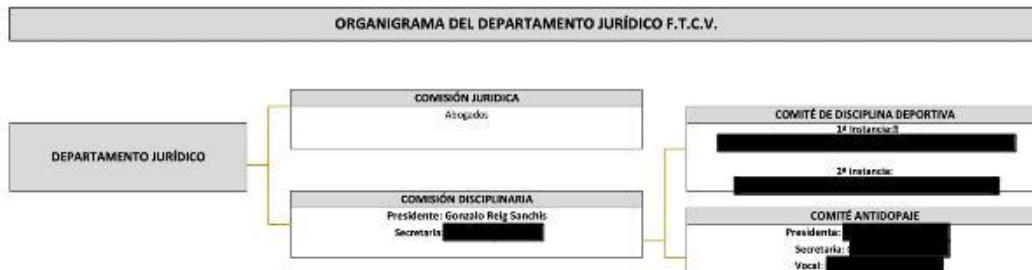 ORGANIGRAMA DEL DEPARTAMENTO JURÍDICO F.T.C.V.
DEPARTAMENTO JURÍDICO
COMISIÓN JURIDICA
Abogados
COMISIÓN DISCIPLINARIA
Presidente: Gonzalo Reig Sanchis
Secretaria:
COMITÉ DE DISCIPLINA DEPORTIVA
1ª Instancia:
2ª Instancia:
COMITÉ ANTIDOPAJE
Presidenta:
Secretaria:
Vocal: